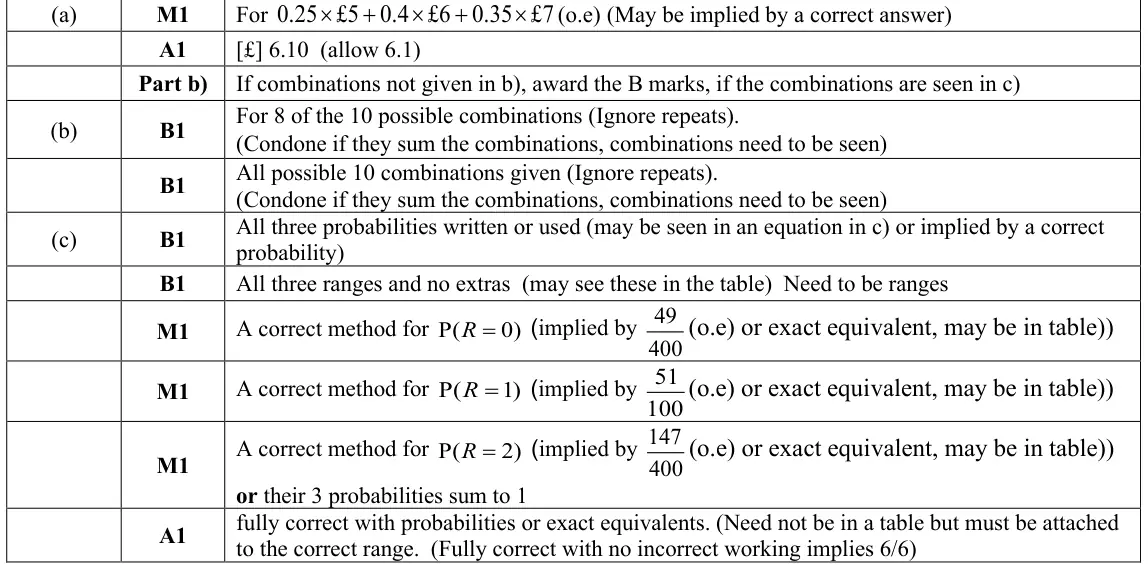 (a) M1 For 0.25×£5+0.4×£6+0.35×£7 (o.e) (May be implied by a correct answer)
A1 [£] 6.10 (allow 6.1)
Part b) If combinations not given in b), award the B marks, if the combinations are seen in c)
(b) B1 For 8 of the 10 possible combinations (Ignore repeats).
(Condone if they sum the combinations, combinations need to be seen)
B1 All possible 10 combinations given (Ignore repeats).
(Condone if they sum the combinations, combinations need to be seen)
(c) B1 All three probabilities written or used (may be seen in an equation in c) or implied by a correct
probability)
B1 All three ranges and no extras (may see these in the table) Need to be ranges
M1 A correct method for P(R = 0) (implied by 49/400 (o.e) or exact equivalent, may be in table))
M1 A correct method for P(R = 1) (implied by 51/100 (o.e) or exact equivalent, may be in table))
M1 A correct method for P(R = 2) (implied by 147/400 (o.e) or exact equivalent, may be in table))
or their 3 probabilities sum to 1
A1 fully correct with probabilities or exact equivalents. (Need not be in a table but must be attached
to the correct range. (Fully correct with no incorrect working implies 6/6)